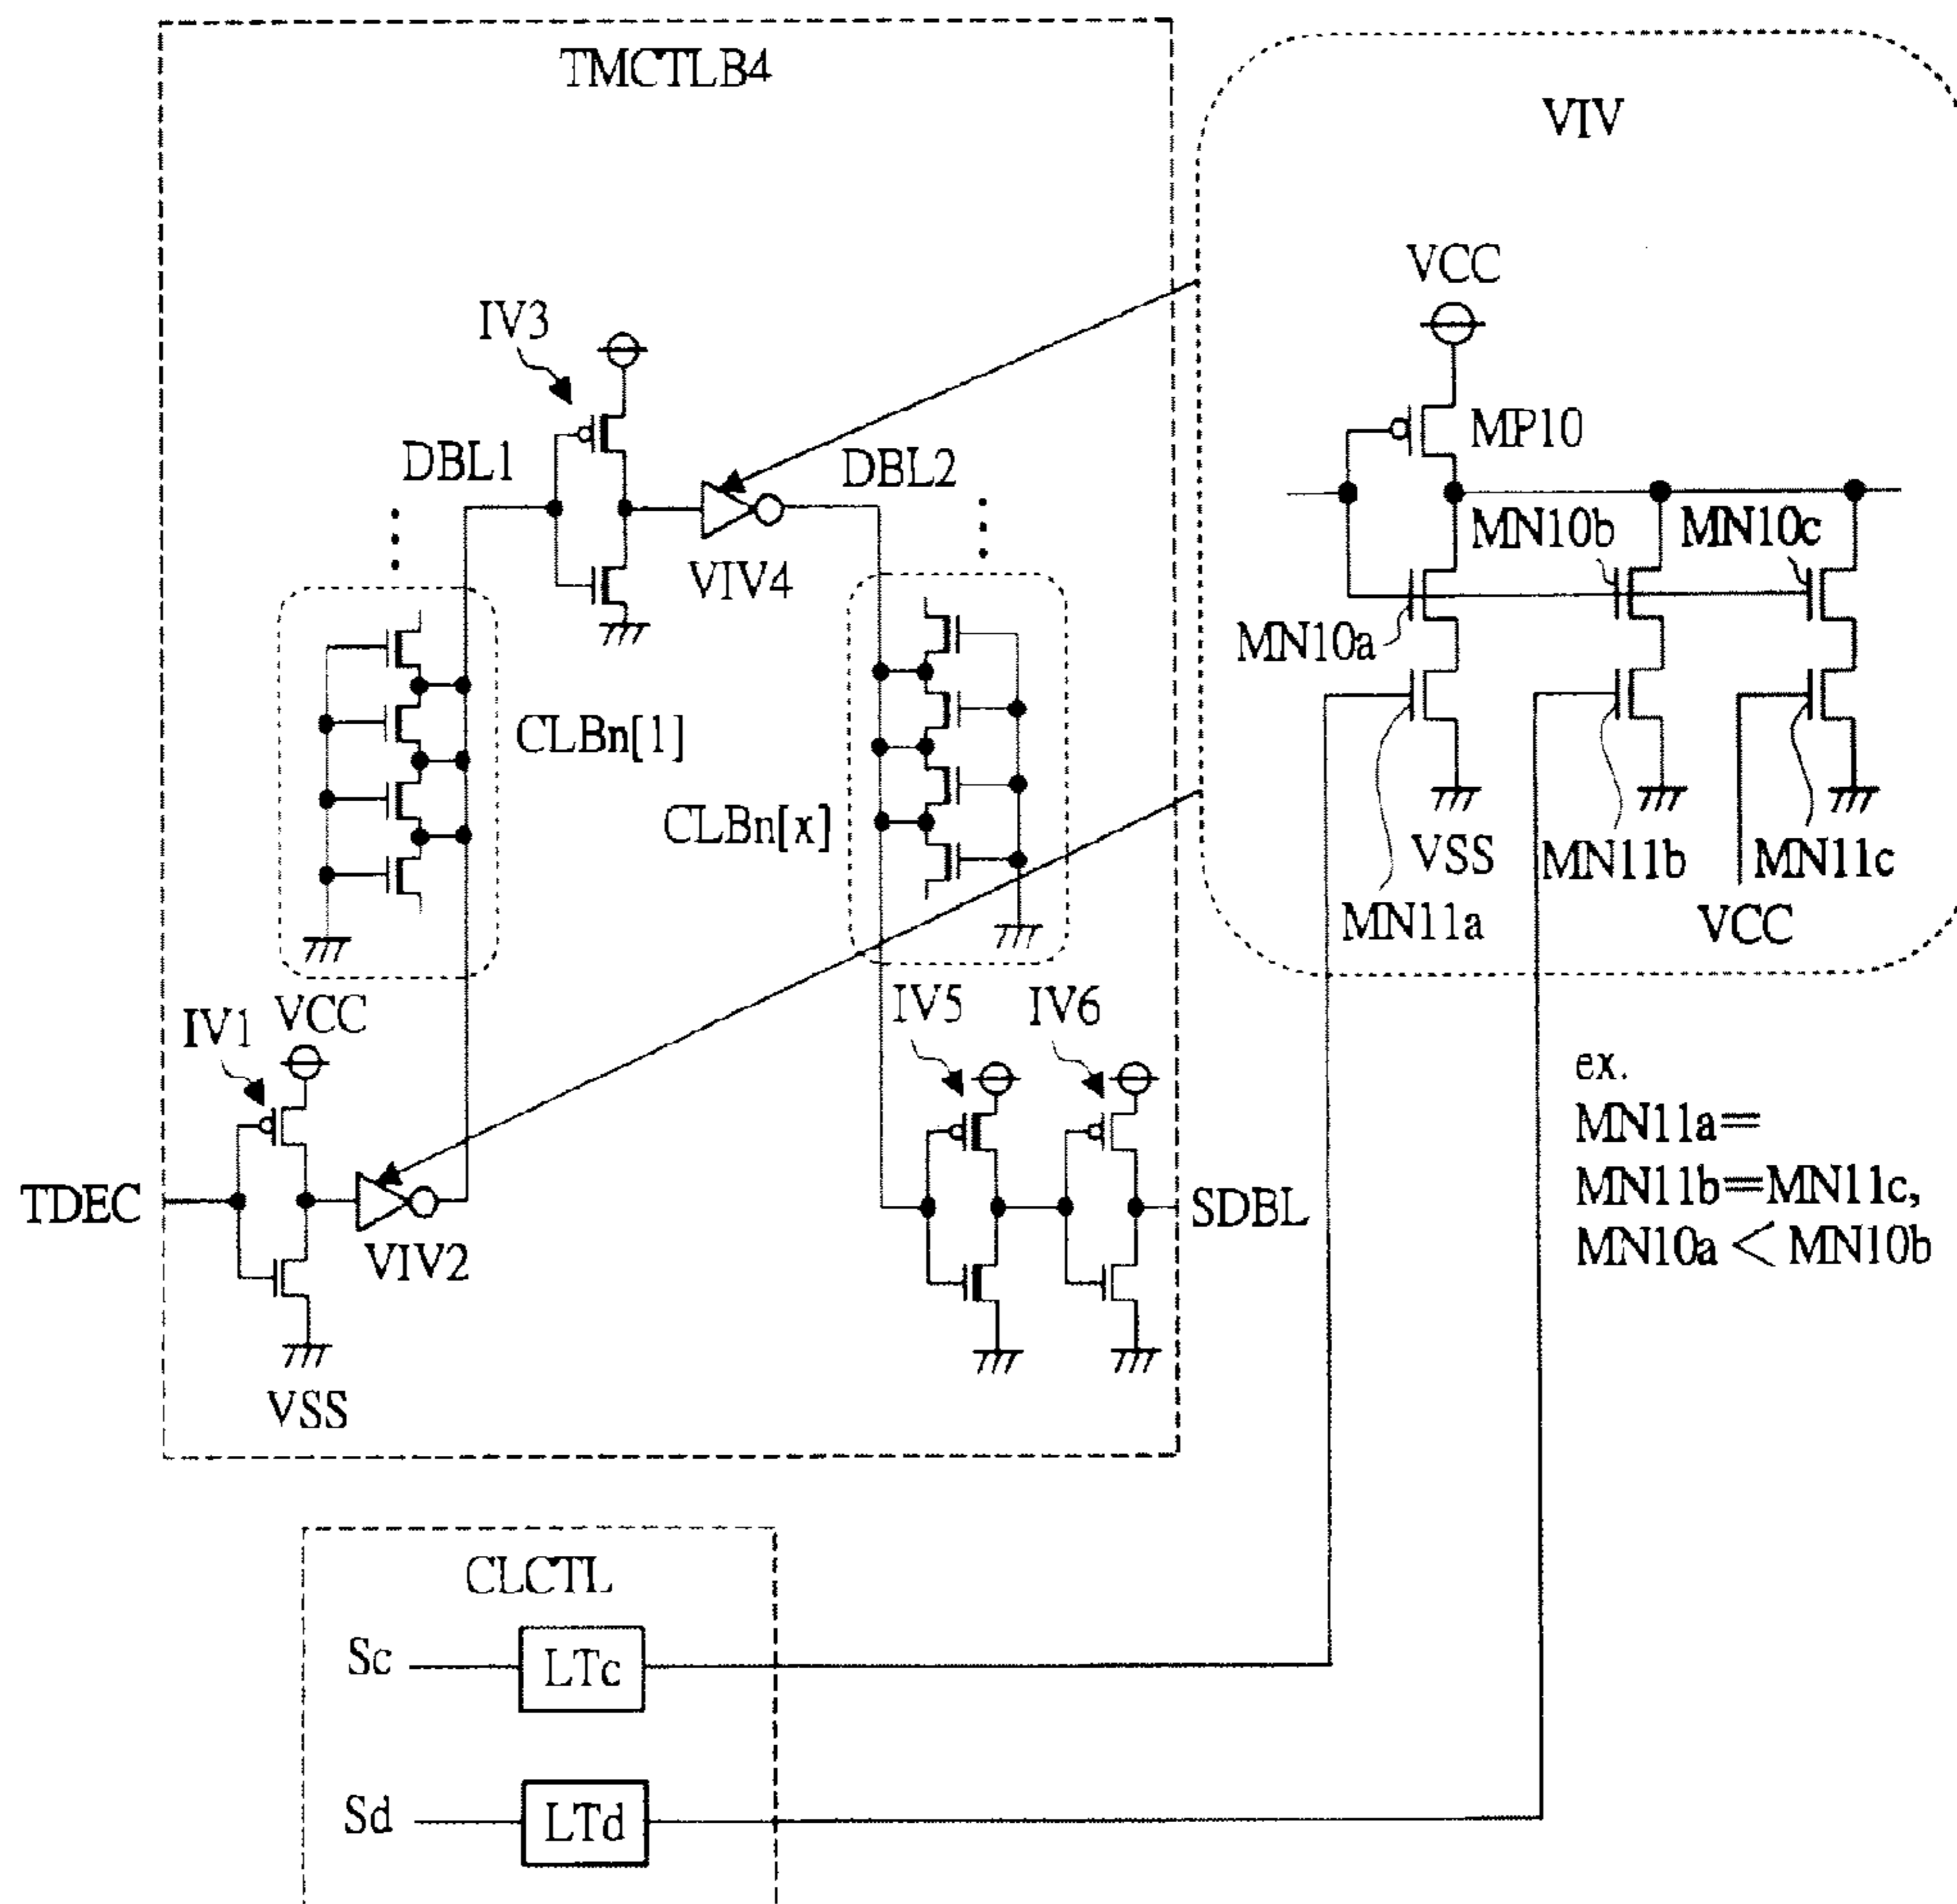 TMCTLB4
VIV
VCC
IV3
MP10
DBL1
DBL2
MN10b
MN10c
VIV4
MN10a
CLBn[1]
CLBn[x]
VSS
MN11b
MN11c
MN11a
VCC
IV1
VCC
IV5
IV6
ex.
MN11a=
MN11b=MN11c,
MN10a < MN10b
TDEC
VIV2
SDBL
VSS
CLCTL
Sc
LTc
Sd
LTd